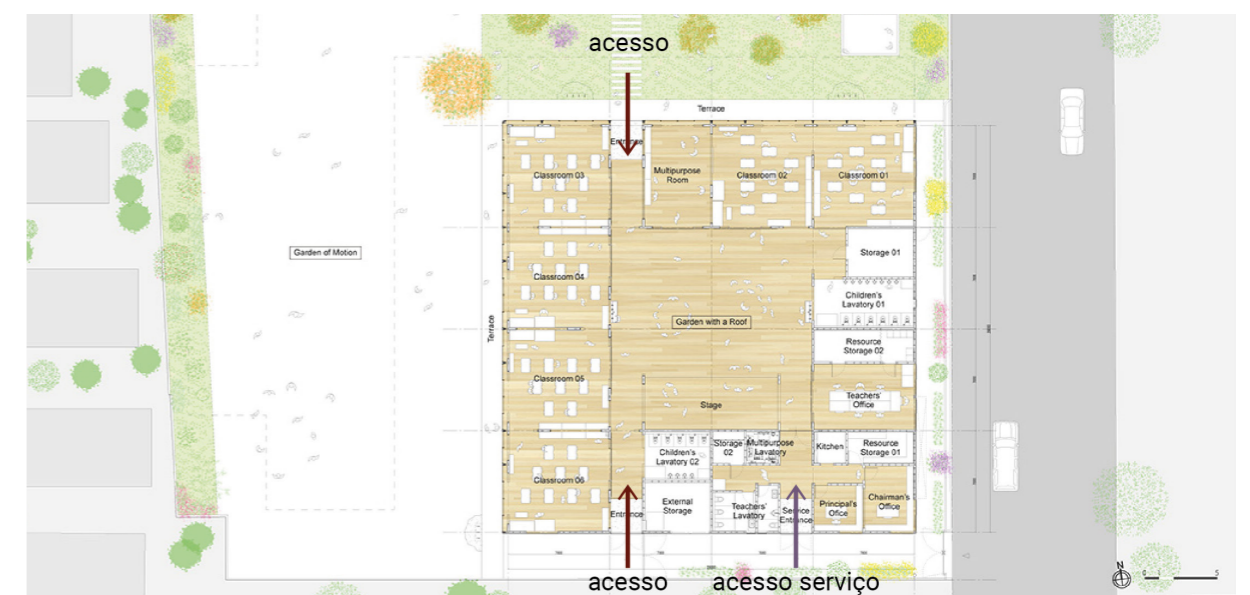 acesso
Terrace
Entrance
Classroom 03
Multipurpose
Room
Classroom 02
Classroom 01
Garden of Motion
Storage 01
Classroom 04
Children's
Lavatory 01
Terrace
Garden with a Roof
Resource
Storage 02
Classroom 05
Teachers'
Office
Stage
Children's
Lavatory 02
Storage
02
Multipurpose
Lavatory
Kitchen
Resource
Storage 01
Classroom 06
External
Storage
Entrance
Teachers'
Lavatory
Service
Entrance
Principal's
Ofice
Chairman's
Office
acesso
acesso serviço
N
0 1 5